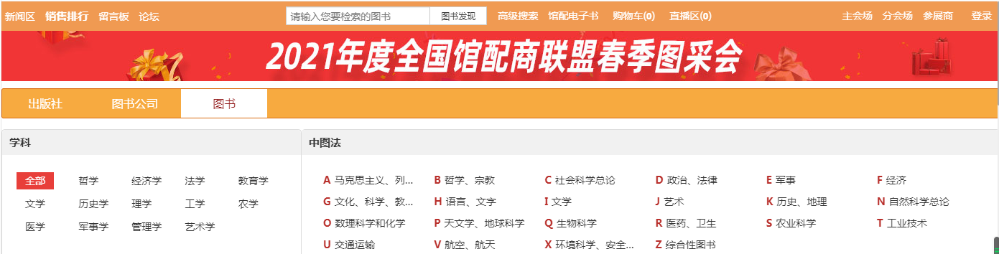 新闻区 销售排行 留言板 论坛 请输入您要检索的图书 图书发现 高级搜索 馆配电子书 购物车(0) 直播区(0) 主会场 分会场 参展商 登录
2021年度全国馆配商联盟春季图采会
出版社 图书公司 图书
学科
全部 哲学 经济学 法学 教育学
文学 历史学 理学 工学 农学
医学 军事学 管理学 艺术学
中图法
A 马克思主义、列... B 哲学、宗教 C 社会科学总论 D 政治、法律 E 军事 F 经济
G 文化、科学、教... H 语言、文字 I 文学 J 艺术 K 历史、地理 N 自然科学总论
O 数理科学和化学 P 天文学、地球科学 Q 生物科学 R 医药、卫生 S 农业科学 T 工业技术
U 交通运输 V 航空、航天 X 环境科学、安全... Z 综合性图书